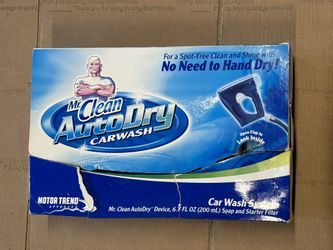 For a Spot-Free Clean and Shine with
No Need to Hand Dry!
Mr. Clean
AutoDry
CARWASH
Open Flap to
Look Inside
Car Wash System
Mr. Clean AutoDry™ Device, 6.7 FL OZ (200 mL) Soap and Starter Filter
MOTOR TREND
APPROVED